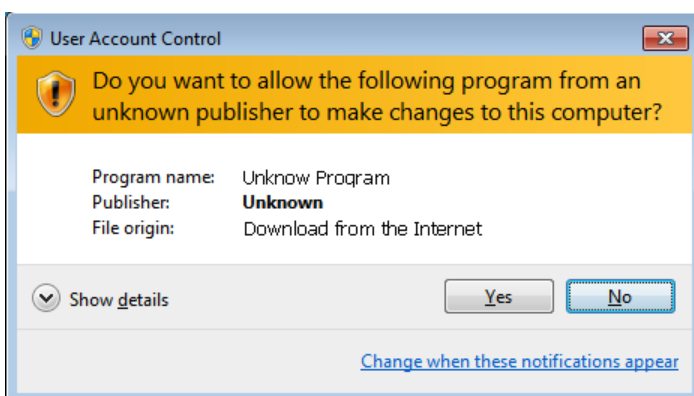 User Account Control
Do you want to allow the following program from an
unknown publisher to make changes to this computer?
Program name: Unknow Program
Publisher: Unknown
File origin: Download from the Internet
Show details
Yes No
Change when these notifications appear